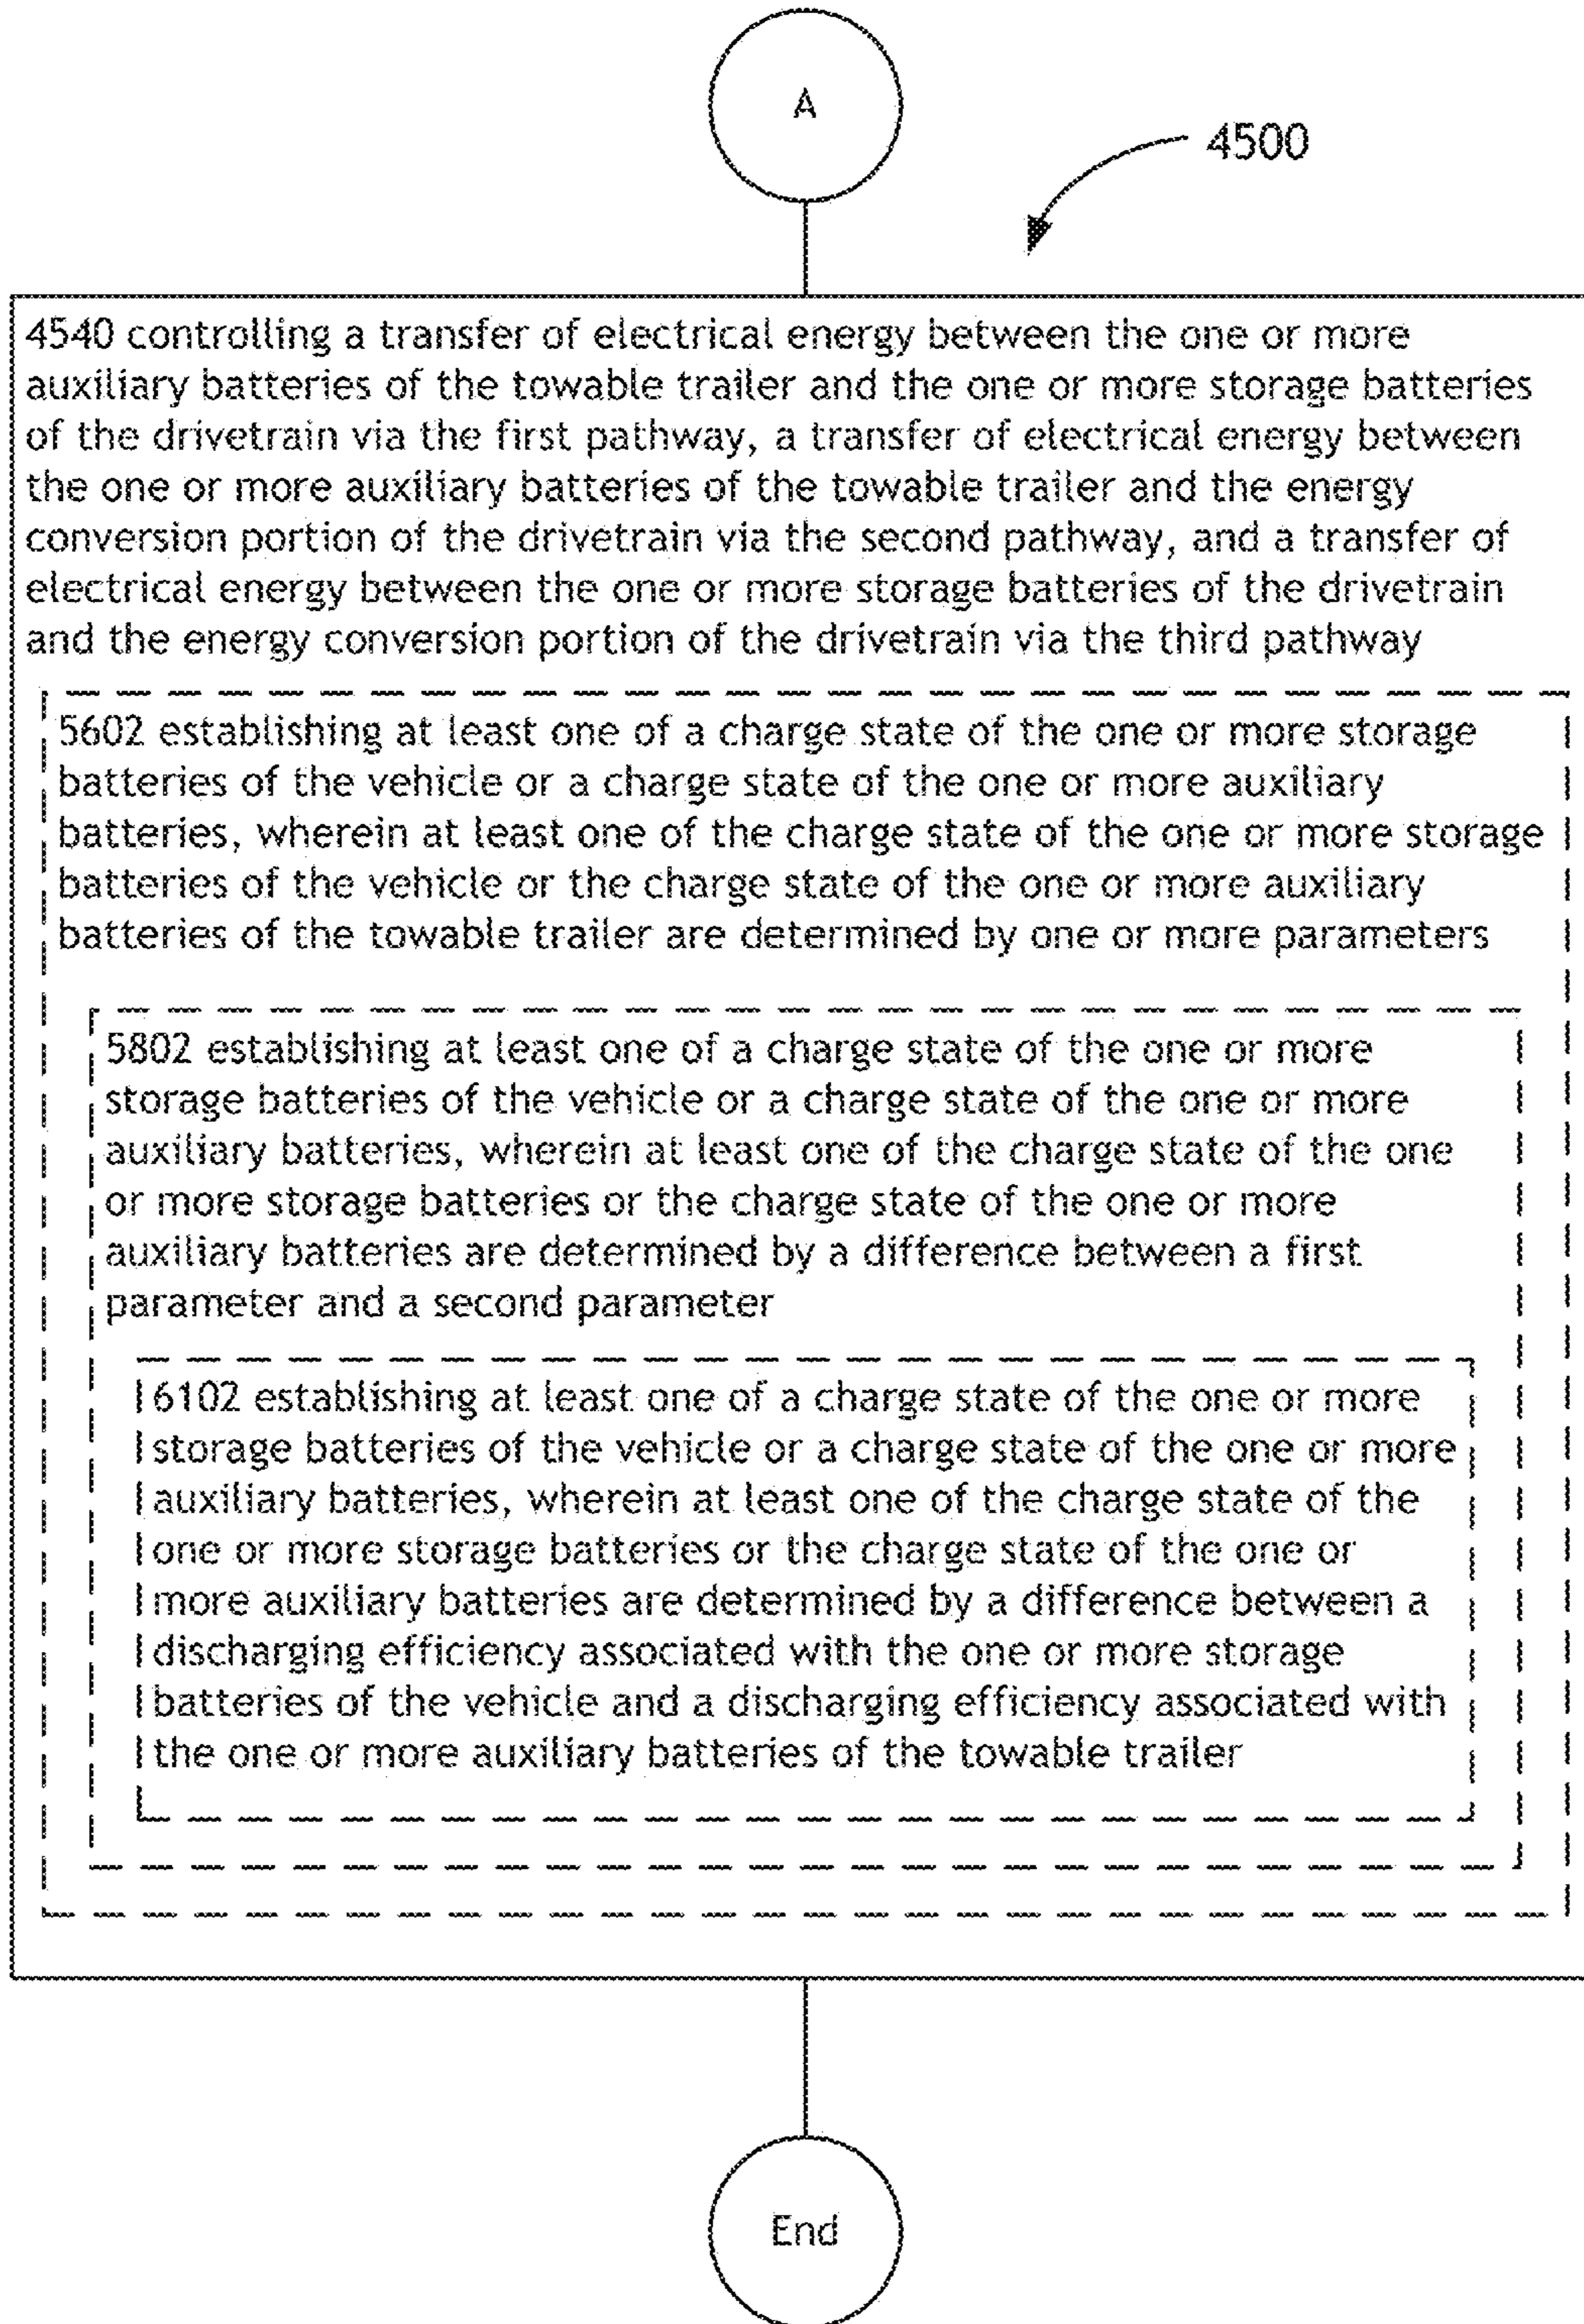 A
4500
4540 controlling a transfer of electrical energy between the one or more
auxiliary batteries of the towable trailer and the one or more storage batteries
of the drivetrain via the first pathway, a transfer of electrical energy between
the one or more auxiliary batteries of the towable trailer and the energy
conversion portion of the drivetrain via the second pathway, and a transfer of
electrical energy between the one or more storage batteries of the drivetrain
and the energy conversion portion of the drivetrain via the third pathway
5602 establishing at least one of a charge state of the one or more storage
batteries of the vehicle or a charge state of the one or more auxiliary
batteries, wherein at least one of the charge state of the one or more storage
batteries of the vehicle or the charge state of the one or more auxiliary
batteries of the towable trailer are determined by one or more parameters
5802 establishing at least one of a charge state of the one or more
storage batteries of the vehicle or a charge state of the one or more
auxiliary batteries, wherein at least one of the charge state of the one
or more storage batteries or the charge state of the one or more
auxiliary batteries are determined by a difference between a first
parameter and a second parameter
6102 establishing at least one of a charge state of the one or more
storage batteries of the vehicle or a charge state of the one or more
auxiliary batteries, wherein at least one of the charge state of the
one or more storage batteries or the charge state of the one or
more auxiliary batteries are determined by a difference between a
discharging efficiency associated with the one or more storage
batteries of the vehicle and a discharging efficiency associated with
the one or more auxiliary batteries of the towable trailer
End